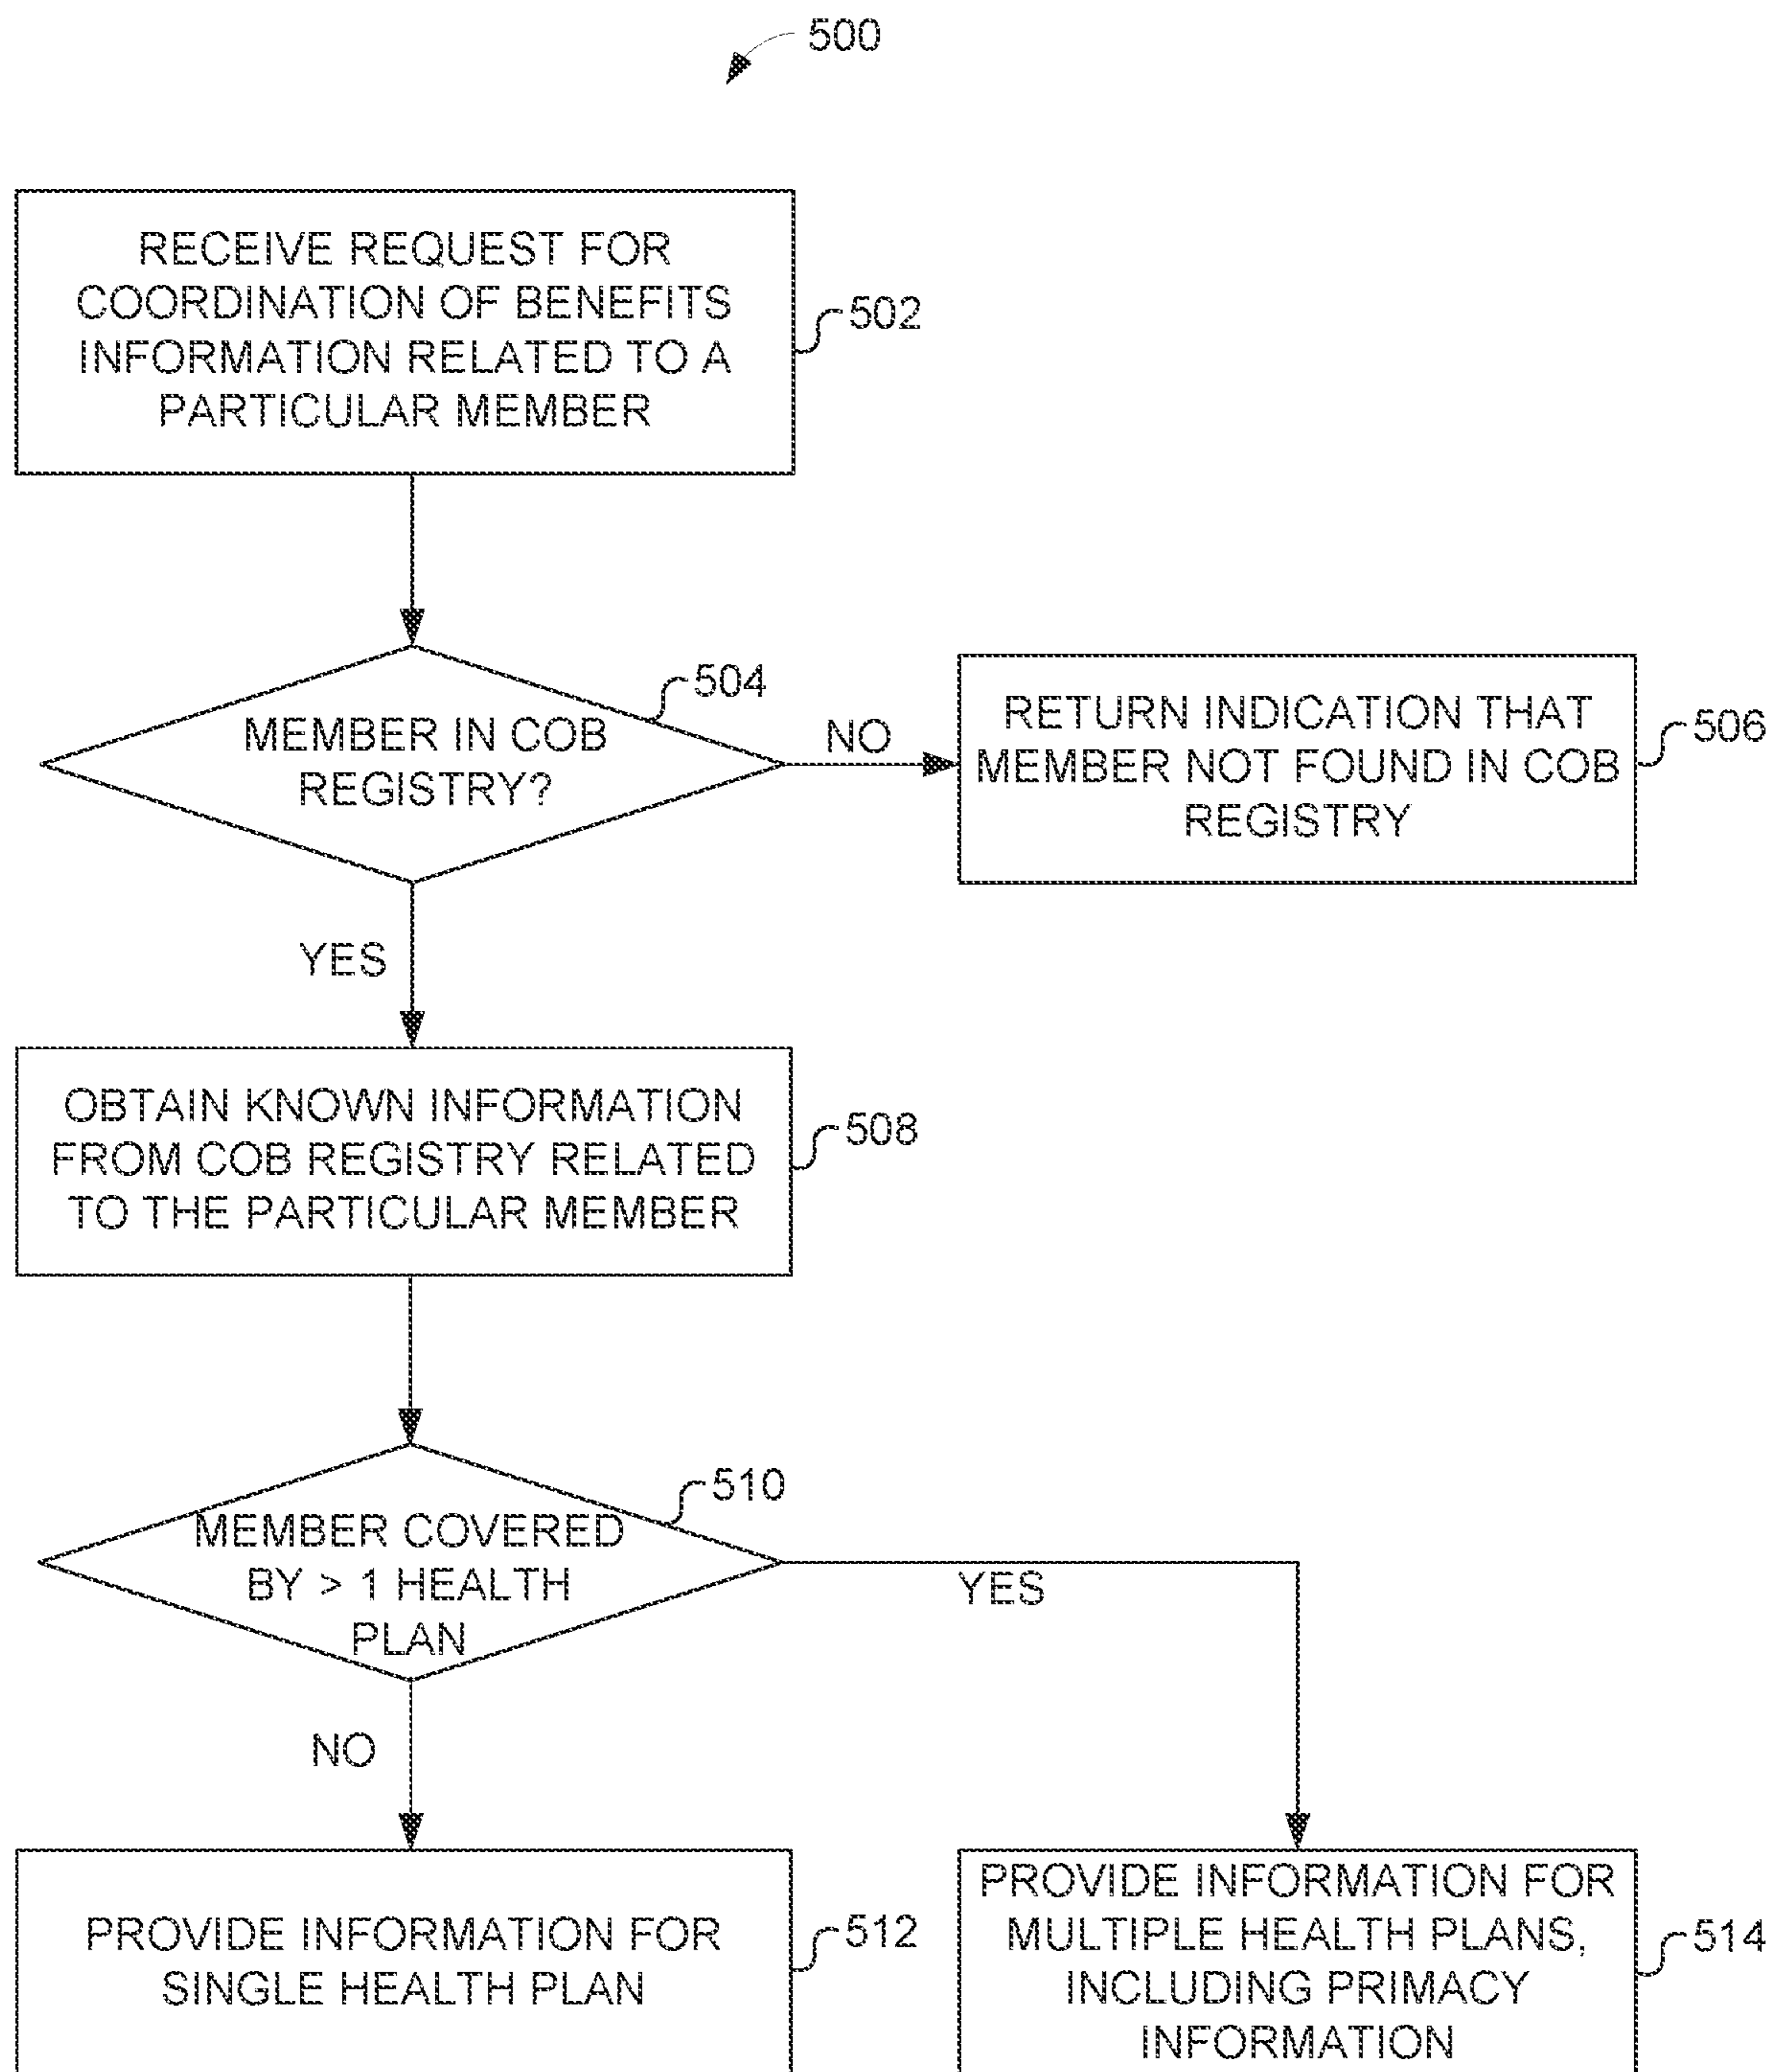 500
RECEIVE REQUEST FOR
COORDINATION OF BENEFITS
INFORMATION RELATED TO A
PARTICULAR MEMBER
502
504
MEMBER IN COB
REGISTRY?
NO
RETURN INDICATION THAT
MEMBER NOT FOUND IN COB
REGISTRY
506
YES
OBTAIN KNOWN INFORMATION
FROM COB REGISTRY RELATED
TO THE PARTICULAR MEMBER
508
510
MEMBER COVERED
BY > 1 HEALTH
PLAN
YES
NO
PROVIDE INFORMATION FOR
SINGLE HEALTH PLAN
512
PROVIDE INFORMATION FOR
MULTIPLE HEALTH PLANS,
INCLUDING PRIMACY
INFORMATION
514